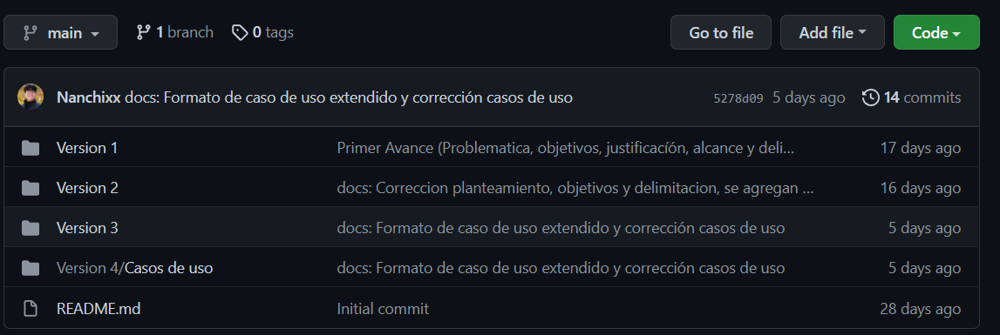 main 1 branch 0 tags Go to file Add file Code
Nanchixx docs: Formato de caso de uso extendido y corrección casos de uso 5278d09 5 days ago 14 commits
Version 1 Primer Avance (Problematica, objetivos, justificación, alcance y deli... 17 days ago
Version 2 docs: Correccion planteamiento, objetivos y delimitacion, se agregan ... 16 days ago
Version 3 docs: Formato de caso de uso extendido y corrección casos de uso 5 days ago
Version 4/Casos de uso docs: Formato de caso de uso extendido y corrección casos de uso 5 days ago
README.md Initial commit 28 days ago